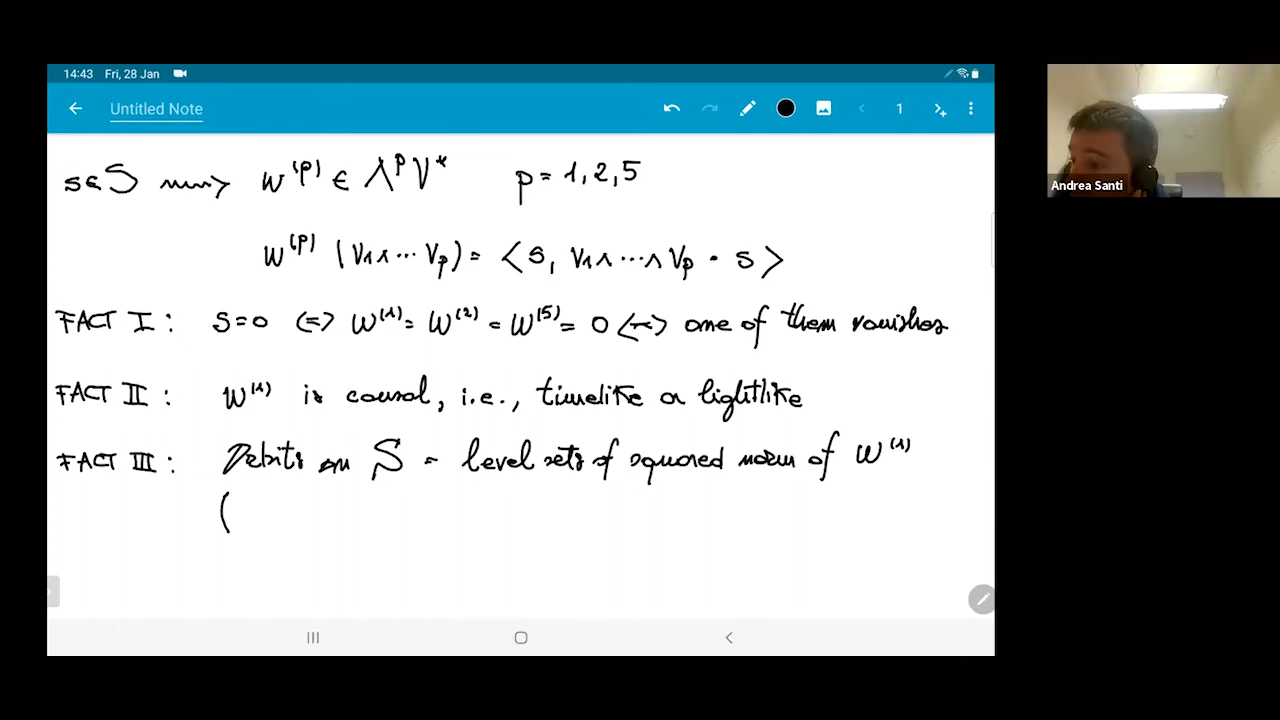 14:43 Fri, 28 Jan
Untitled Note
1
s∈S ⇝ ω^(p) ∈ Λ^p V* p = 1, 2, 5
ω^(p) (v1∧ ⋯ vp) = ⟨s, v1∧ ⋯ ∧ vp · s⟩
FACT I : s=0 ⟺ ω^(1) = ω^(2) = ω^(5) = 0 ⟺ one of them vanishes
FACT II : ω^(1) is causal, i.e., timelike or lightlike
FACT III : Orbits on S = level sets of squared norm of ω^(1)
(
Andrea Santi